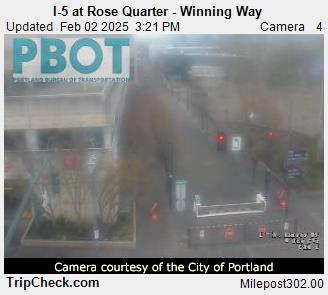 I-5 at Rose Quarter - Winning Way
Updated Feb 02 2025 3:21 PM Camera 4
PBOT
PORTLAND BUREAU OF TRANSPORTATION
Camera courtesy of the City of Portland
TripCheck.com Milepost302.00